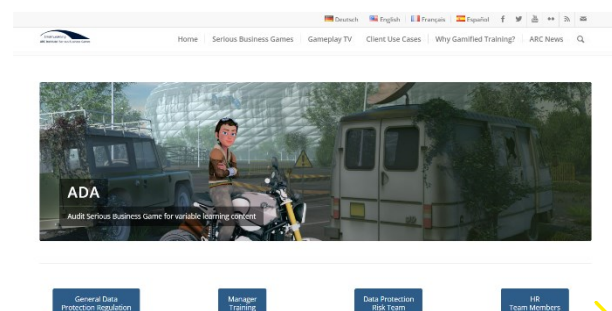 Deutsch English Français Español
Home Serious Business Games Gameplay TV Client Use Cases Why Gamified Training? ARC News
ADA
Audit Serious Business Game for variable learning content
General Data
Protection Regulation
Manager
Training
Data Protection
Risk Team
HR
Team Members